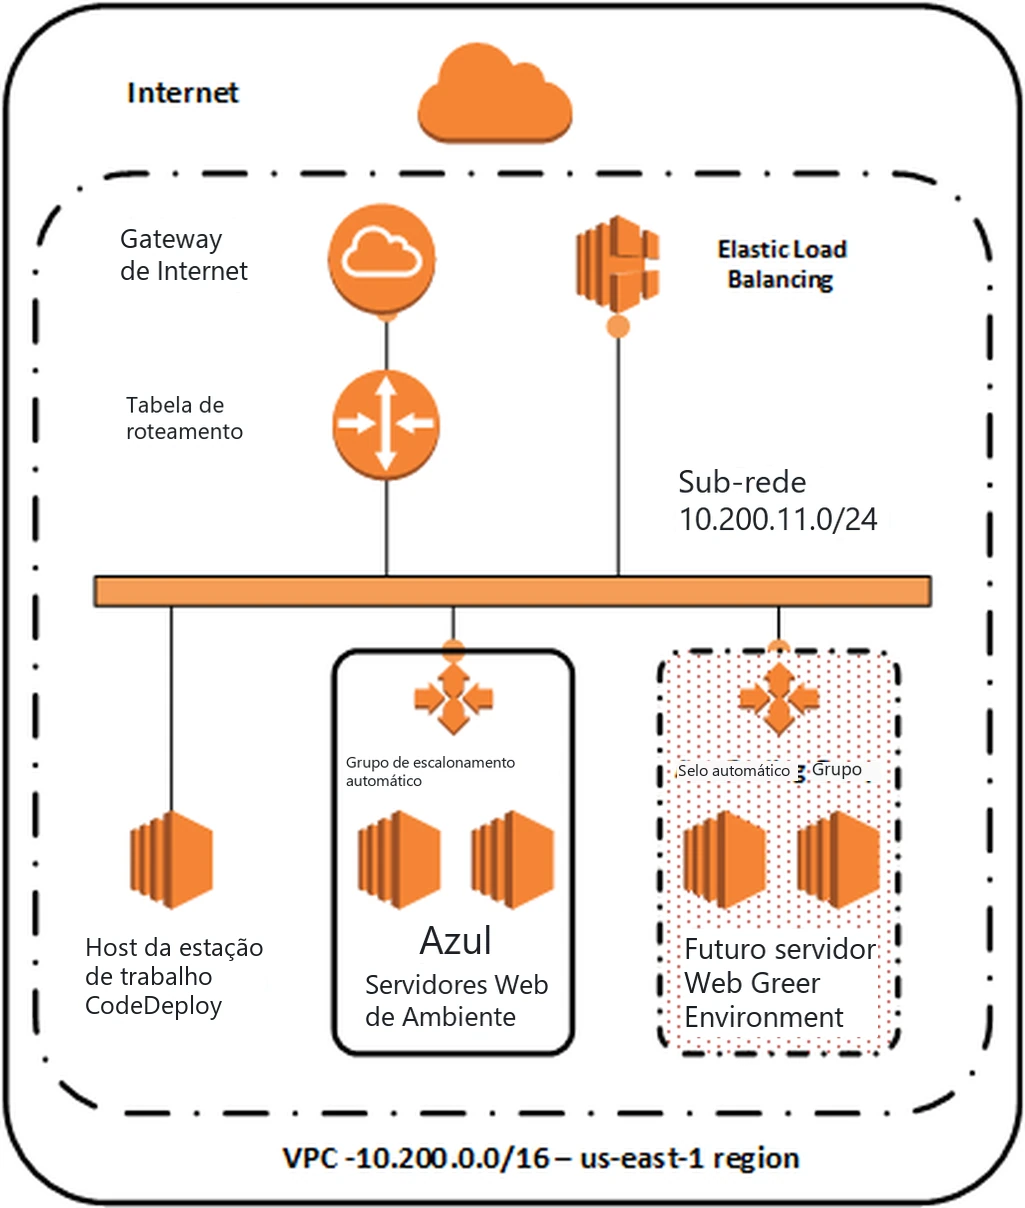 Internet
Gateway
de Internet
Elastic Load
Balancing
Tabela de
roteamento
Sub-rede
10.200.11.0/24
Grupo de escalonamento
automático
Selo automático Grupo
Host da estação
de trabalho
CodeDeploy
Azul
Servidores Web
de Ambiente
Futuro servidor
Web Greer
Environment
VPC -10.200.0.0/16 – us-east-1 region